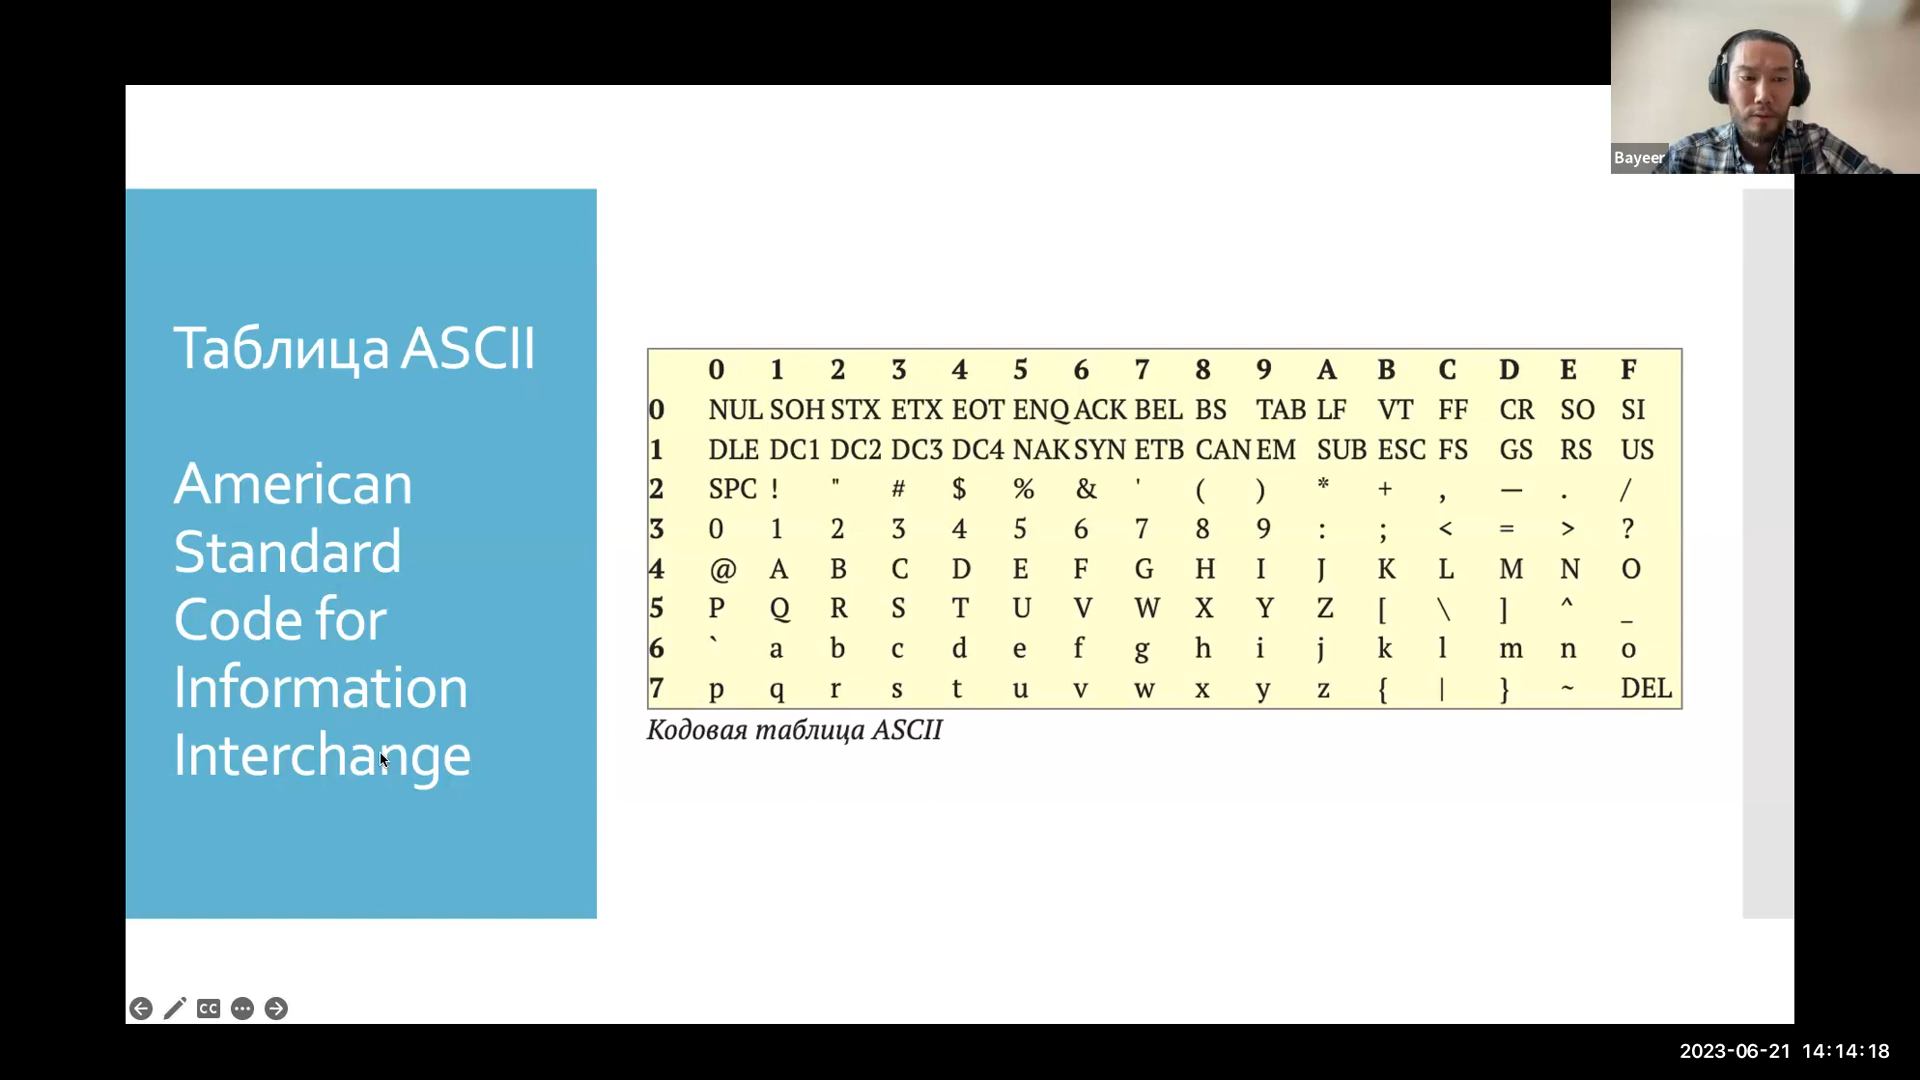 Bayeer
Таблица ASCII
American
Standard
Code for
Information
Interchange
0 1 2 3 4 5 6 7 8 9 A B C D E F
0 NUL SOH STX ETX EOT ENQ ACK BEL BS TAB LF VT FF CR SO SI
1 DLE DC1 DC2 DC3 DC4 NAK SYN ETB CAN EM SUB ESC FS GS RS US
2 SPC ! " # $ % & ' ( ) * + , — . /
3 0 1 2 3 4 5 6 7 8 9 : ; < = > ?
4 @ A B C D E F G H I J K L M N O
5 P Q R S T U V W X Y Z [ \ ] ^ _
6 ` a b c d e f g h i j k l m n o
7 p q r s t u v w x y z { | } ~ DEL
Кодовая таблица ASCII
CC
2023-06-21 14:14:18